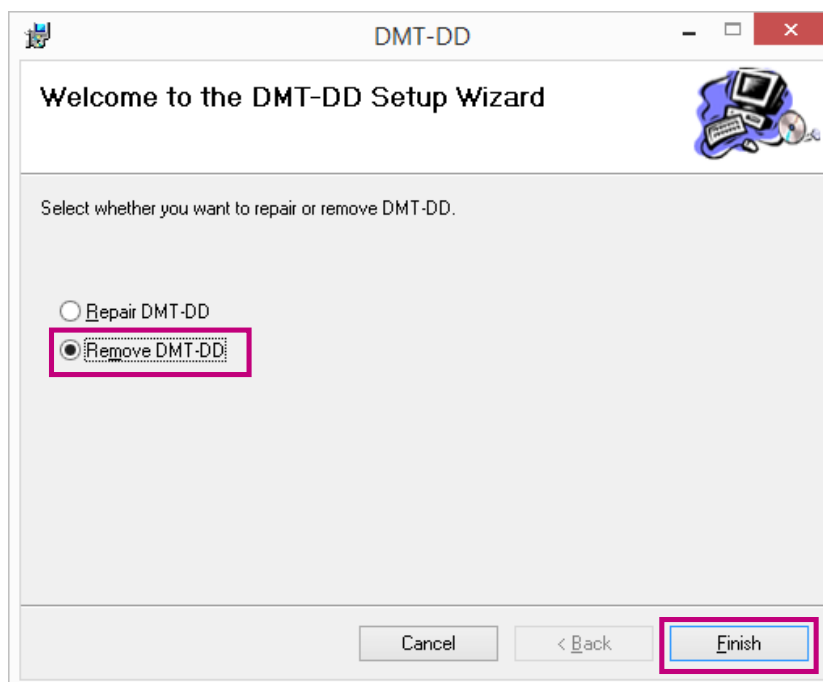 DMT-DD
Welcome to the DMT-DD Setup Wizard
Select whether you want to repair or remove DMT-DD.
Repair DMT-DD
Remove DMT-DD
Cancel
< Back
Finish